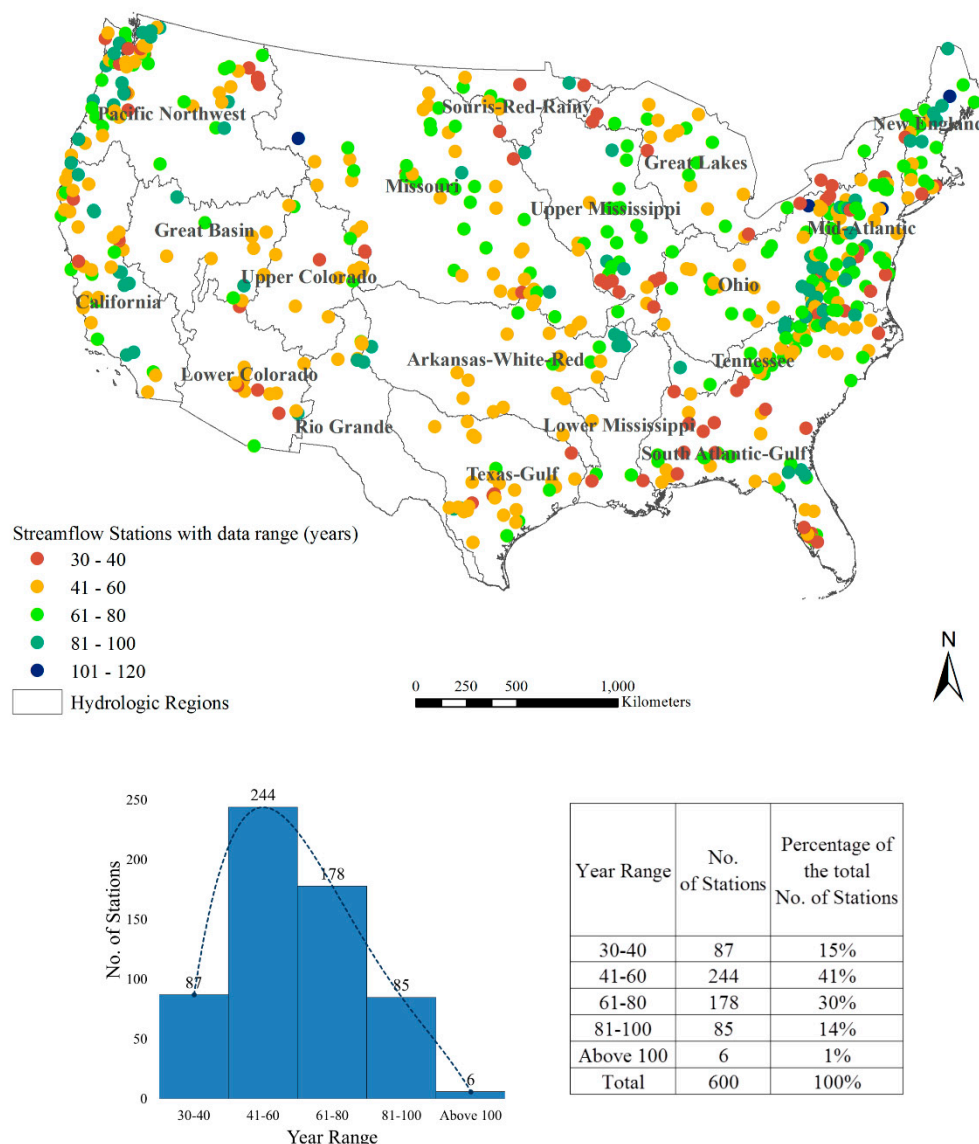 Pacific Northwest
Souris-Red-Rainy
New England
Great Lakes
Missouri
Upper Mississippi
Great Basin
Mid-Atlantic
Upper Colorado
Ohio
California
Arkansas-White-Red
Tennessee
Lower Colorado
Rio Grande
Lower Mississippi
South Atlantic-Gulf
Texas-Gulf
Streamflow Stations with data range (years)
30 - 40
41 - 60
61 - 80
81 - 100
101 - 120
Hydrologic Regions
0 250 500 1,000
Kilometers
N
No. of Stations
250
200
150
100
50
0
87
244
178
85
6
30-40 41-60 61-80 81-100 Above 100
Year Range
Year Range No. of Stations Percentage of the total No. of Stations
30-40 87 15%
41-60 244 41%
61-80 178 30%
81-100 85 14%
Above 100 6 1%
Total 600 100%